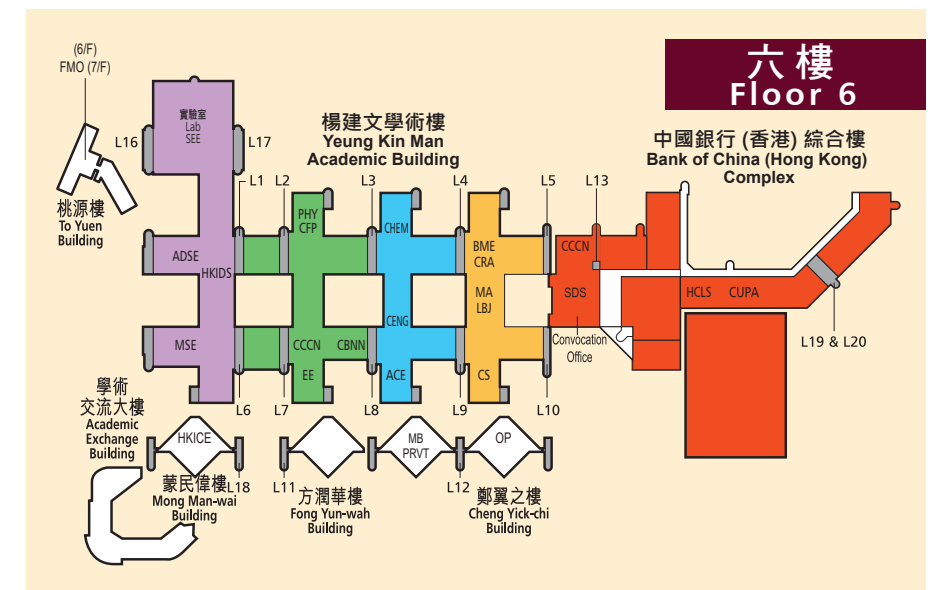 六樓
Floor 6
(6/F)
FMO (7/F)
桃源樓
To Yuen
Building
實驗室
Lab
SEE
L16
L17
楊建文學術樓
Yeung Kin Man
Academic Building
中國銀行 (香港) 綜合樓
Bank of China (Hong Kong)
Complex
L1
L2
L3
L4
L5
L13
PHY
CFP
CHEM
BME
CRA
CCCN
ADSE
HKIDS
MA
LBJ
SDS
HCLS
CUPA
CENG
MSE
CCCN
CBNN
EE
ACE
CS
Convocation
Office
L19 & L20
L6
L7
L8
L9
L10
學術
交流大樓
Academic
Exchange
Building
HKICE
MB
PRVT
OP
L18
L11
L12
蒙民偉樓
Mong Man-wai
Building
方潤華樓
Fong Yun-wah
Building
鄭翼之樓
Cheng Yick-chi
Building